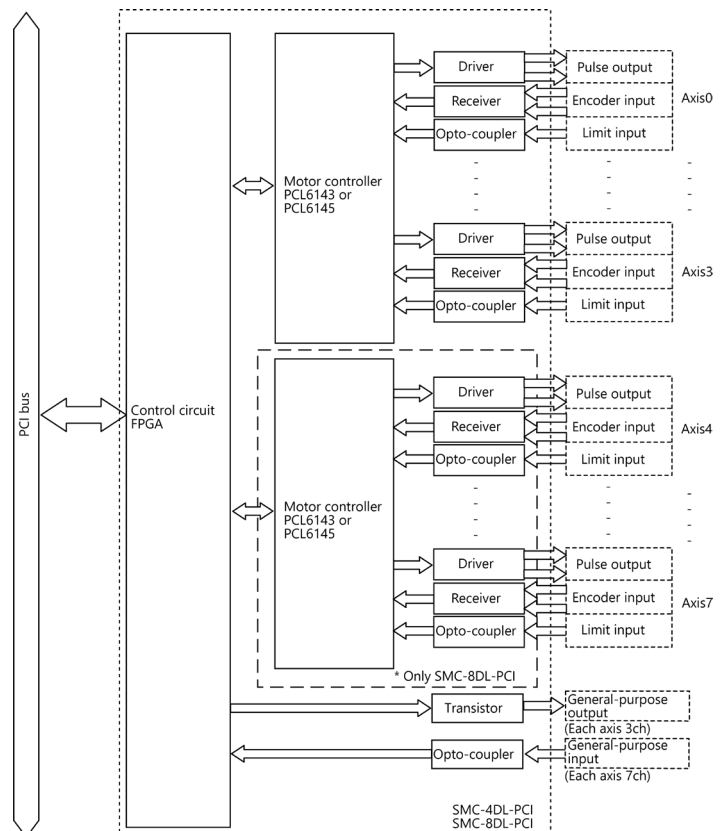 PCI bus
Control circuit
FPGA
Motor controller
PCL6143 or
PCL6145
Driver
Pulse output
Receiver
Encoder input
Axis0
Opto-coupler
Limit input
Driver
Pulse output
Receiver
Encoder input
Axis3
Opto-coupler
Limit input
Motor controller
PCL6143 or
PCL6145
Driver
Pulse output
Receiver
Encoder input
Axis4
Opto-coupler
Limit input
Driver
Pulse output
Receiver
Encoder input
Axis7
Opto-coupler
Limit input
* Only SMC-8DL-PCI
Transistor
General-purpose
output
(Each axis 3ch)
Opto-coupler
General-purpose
input
(Each axis 7ch)
SMC-4DL-PCI
SMC-8DL-PCI